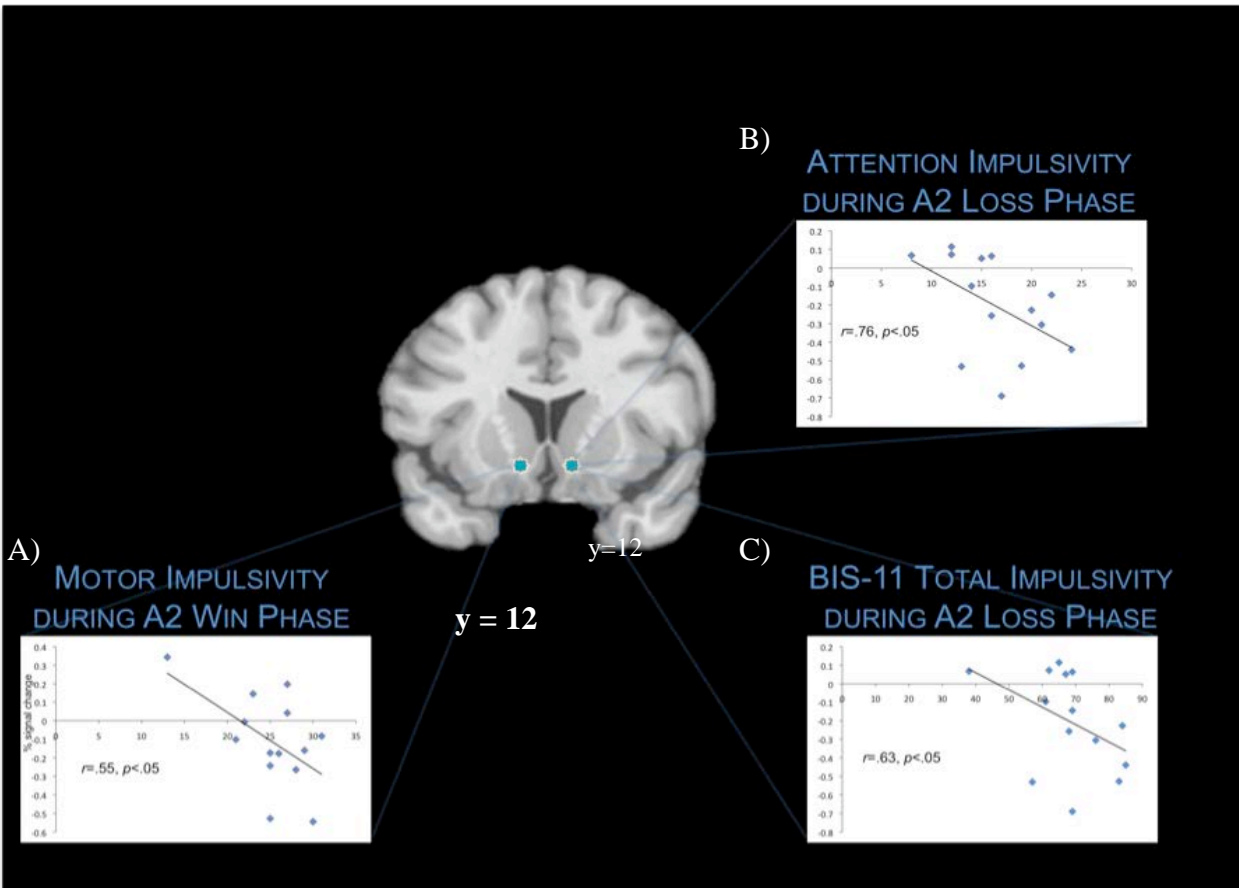 B)
ATTENTION IMPULSIVITY
DURING A2 LOSS PHASE
0.2
0.1
0
-0.1
-0.2
-0.3
-0.4
-0.5
-0.6
-0.7
-0.8
0 5 10 15 20 25 30
r=.76, p<.05
y=12
y = 12
A)
MOTOR IMPULSIVITY
DURING A2 WIN PHASE
% signal change
0.4
0.3
0.2
0.1
0
-0.1
-0.2
-0.3
-0.4
-0.5
-0.6
0 5 10 15 20 25 30 35
r=.55, p<.05
C)
BIS-11 TOTAL IMPULSIVITY
DURING A2 LOSS PHASE
0.2
0.1
0
-0.1
-0.2
-0.3
-0.4
-0.5
-0.6
-0.7
-0.8
0 10 20 30 40 50 60 70 80 90
r=.63, p<.05